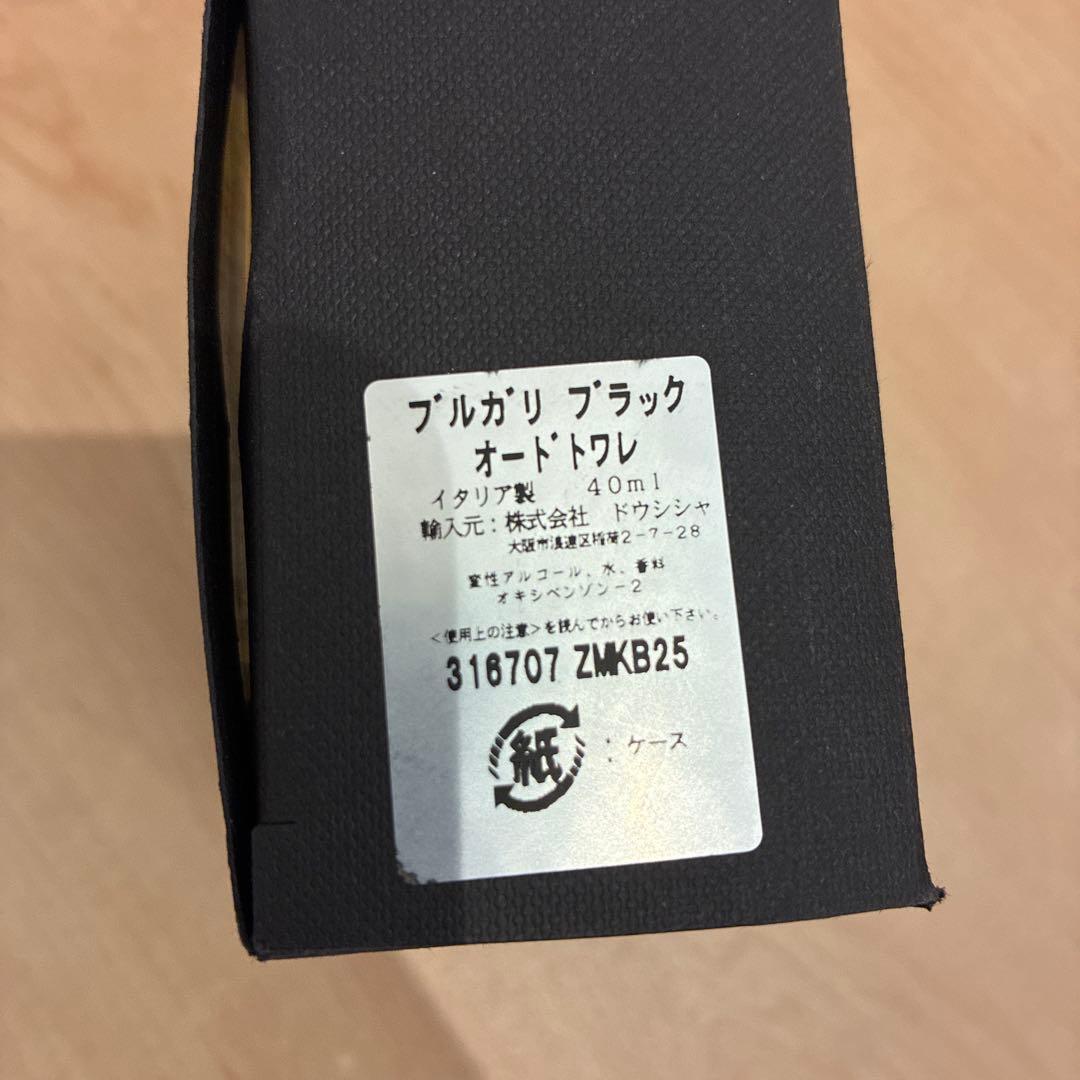 ブルガリ ブラック
オードトワレ
イタリア製 40ml
輸入元：株式会社 ドウシシャ
大阪市浪速区稲荷2-7-28
変性アルコール、水、香料
オキシベンゾン-2
<使用上の注意>を読んでからお使い下さい。
316707 ZMKB25
紙 : ケース